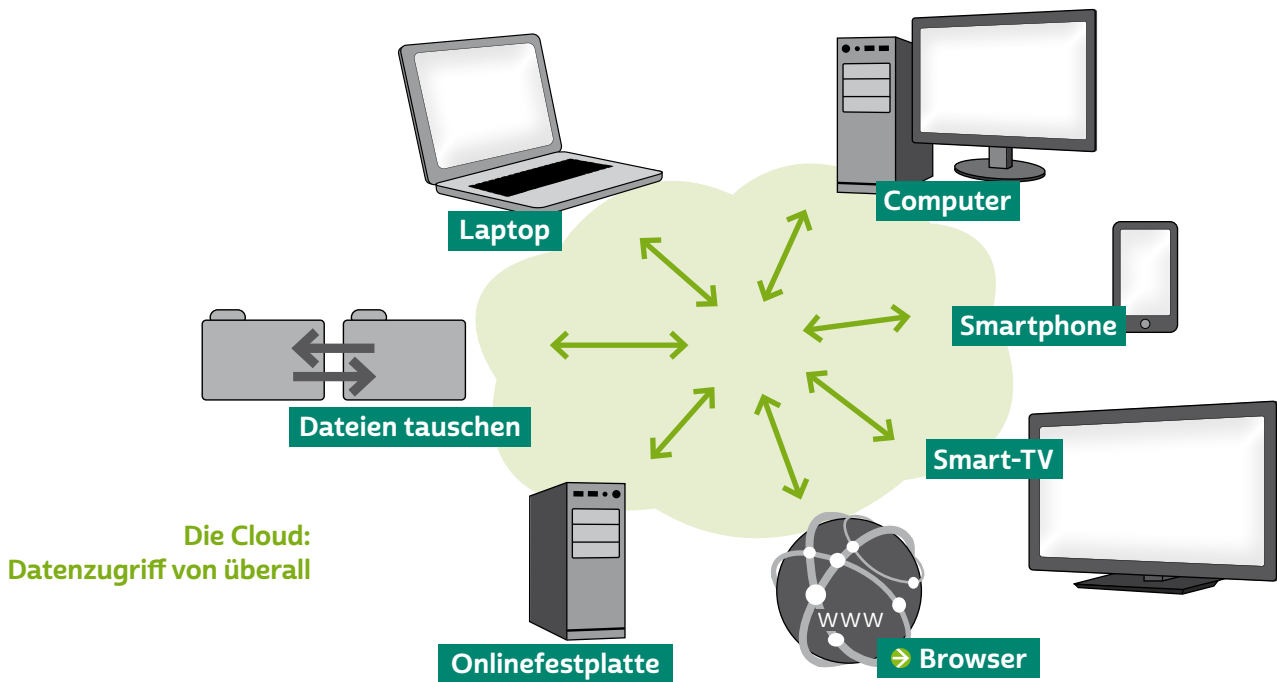 Computer
Laptop
Smartphone
Dateien tauschen
Smart-TV
Die Cloud:
Datenzugriff von überall
www
Onlinefestplatte
Browser